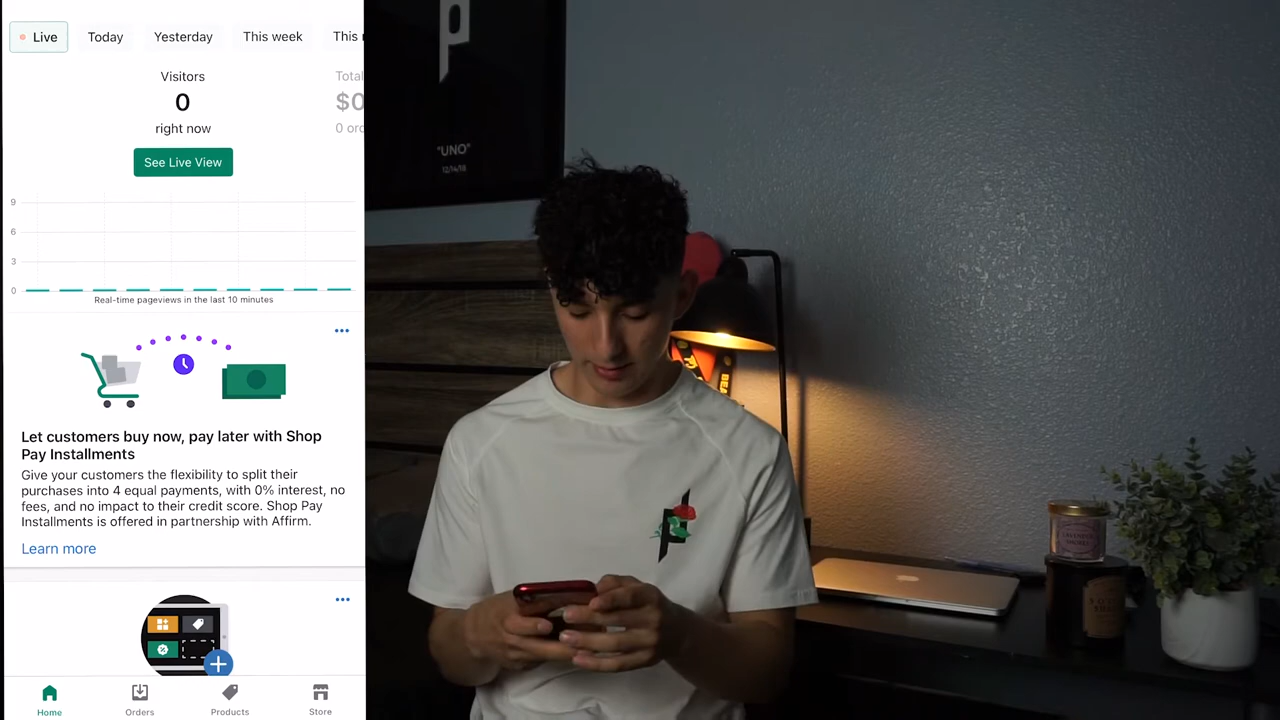 Live
Today
Yesterday
This week
This
Visitors
Total
0
$0
right now
0 ord
See Live View
9
6
3
0
Real-time pageviews in the last 10 minutes
Let customers buy now, pay later with Shop
Pay Installments
Give your customers the flexibility to split their
purchases into 4 equal payments, with 0% interest, no
fees, and no impact to their credit score. Shop Pay
Installments is offered in partnership with Affirm.
Learn more
Home
Orders
Products
Store
p
"UNO"
12/14/18